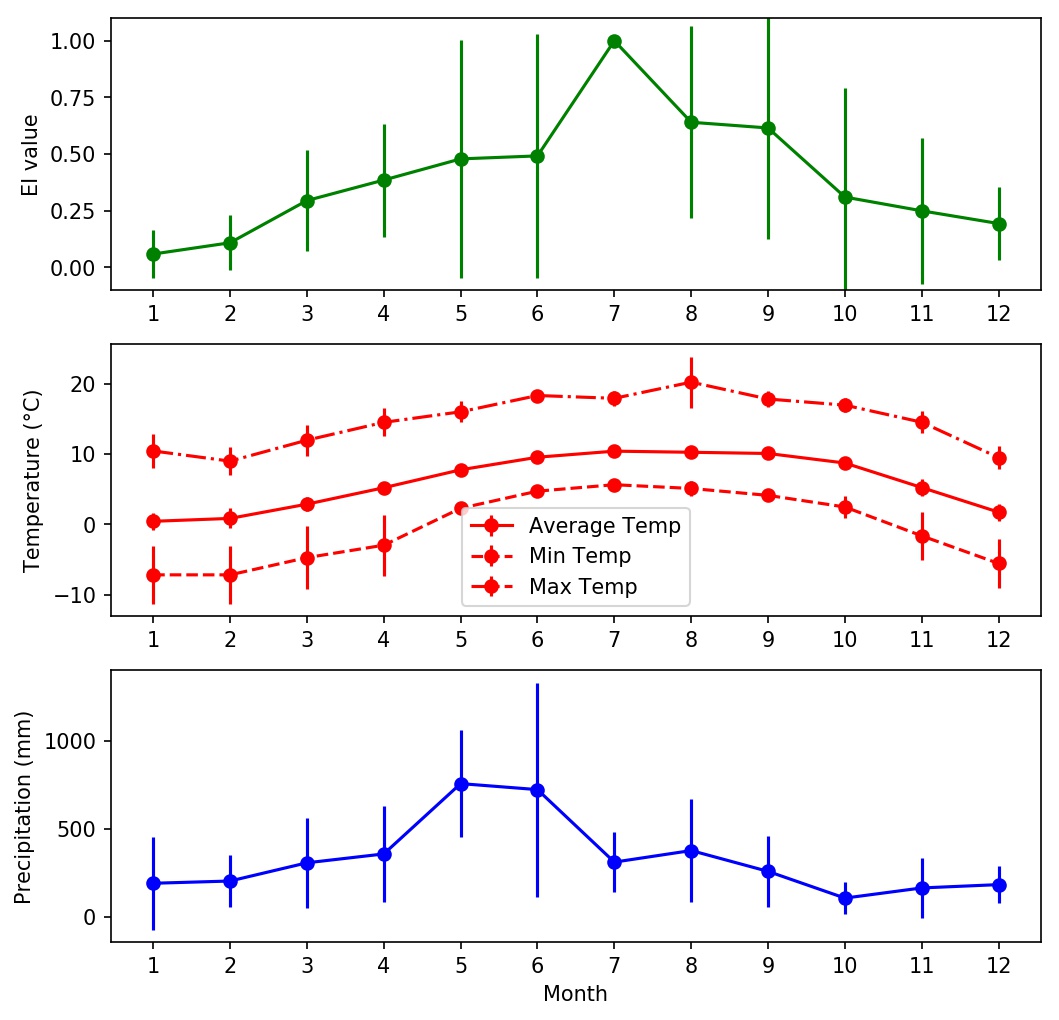 EI value
1.00
0.75
0.50
0.25
0.00
1 2 3 4 5 6 7 8 9 10 11 12
Temperature (°C)
20
10
0
−10
Average Temp
Min Temp
Max Temp
1 2 3 4 5 6 7 8 9 10 11 12
Precipitation (mm)
1000
500
0
1 2 3 4 5 6 7 8 9 10 11 12
Month